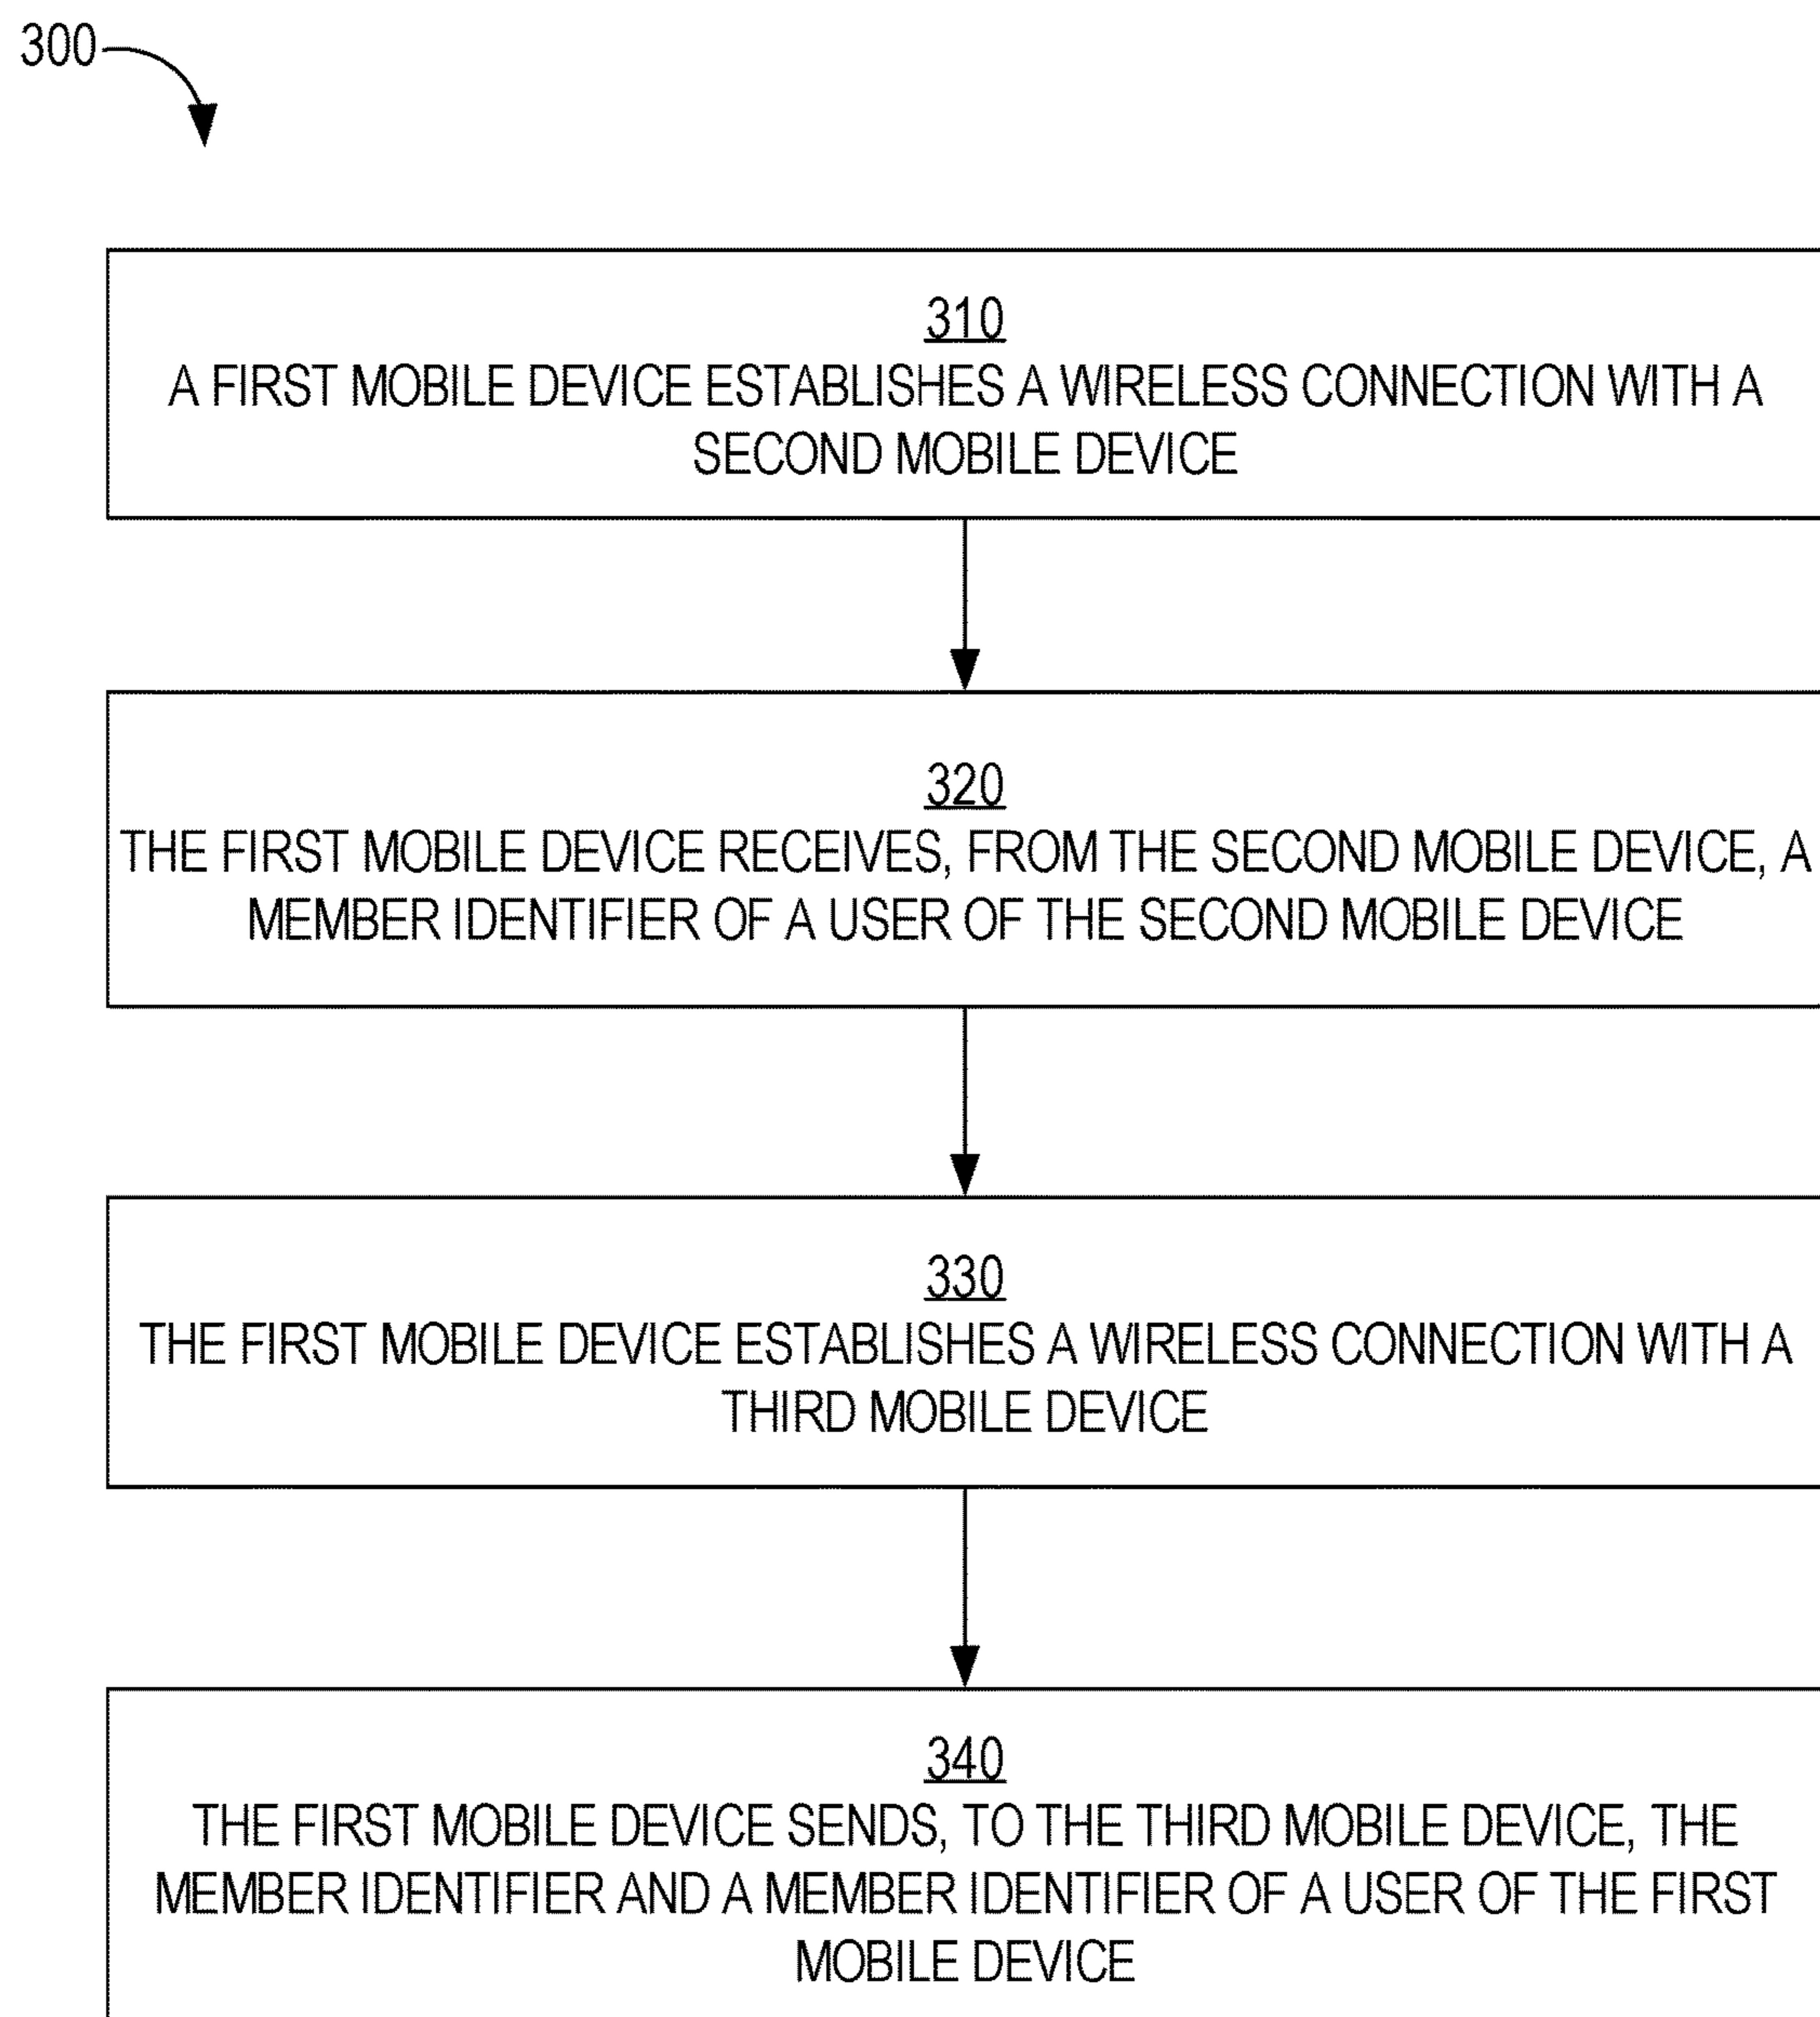 300
310
A FIRST MOBILE DEVICE ESTABLISHES A WIRELESS CONNECTION WITH A
SECOND MOBILE DEVICE
320
THE FIRST MOBILE DEVICE RECEIVES, FROM THE SECOND MOBILE DEVICE, A
MEMBER IDENTIFIER OF A USER OF THE SECOND MOBILE DEVICE
330
THE FIRST MOBILE DEVICE ESTABLISHES A WIRELESS CONNECTION WITH A
THIRD MOBILE DEVICE
340
THE FIRST MOBILE DEVICE SENDS, TO THE THIRD MOBILE DEVICE, THE
MEMBER IDENTIFIER AND A MEMBER IDENTIFIER OF A USER OF THE FIRST
MOBILE DEVICE